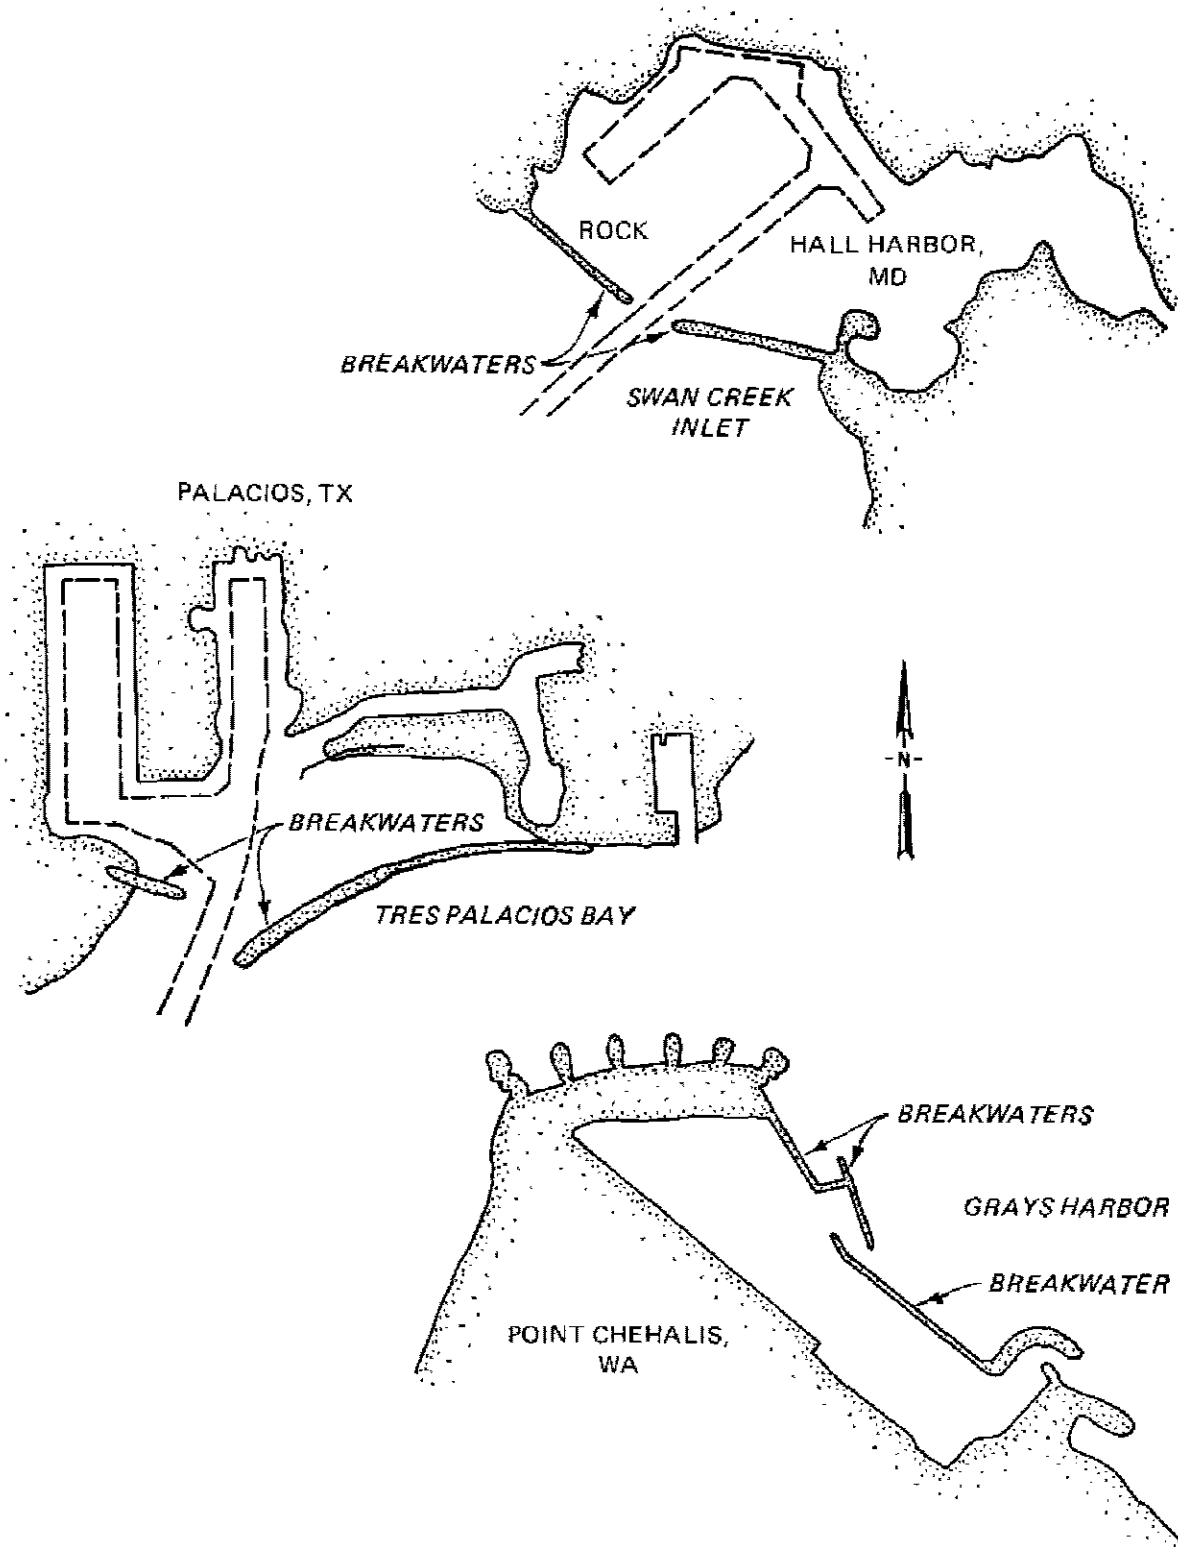 ROCK
HALL HARBOR,
MD
BREAKWATERS
SWAN CREEK
INLET
PALACIOS, TX
-N-
BREAKWATERS
TRES PALACIOS BAY
BREAKWATERS
GRAYS HARBOR
BREAKWATER
POINT CHEHALIS,
WA